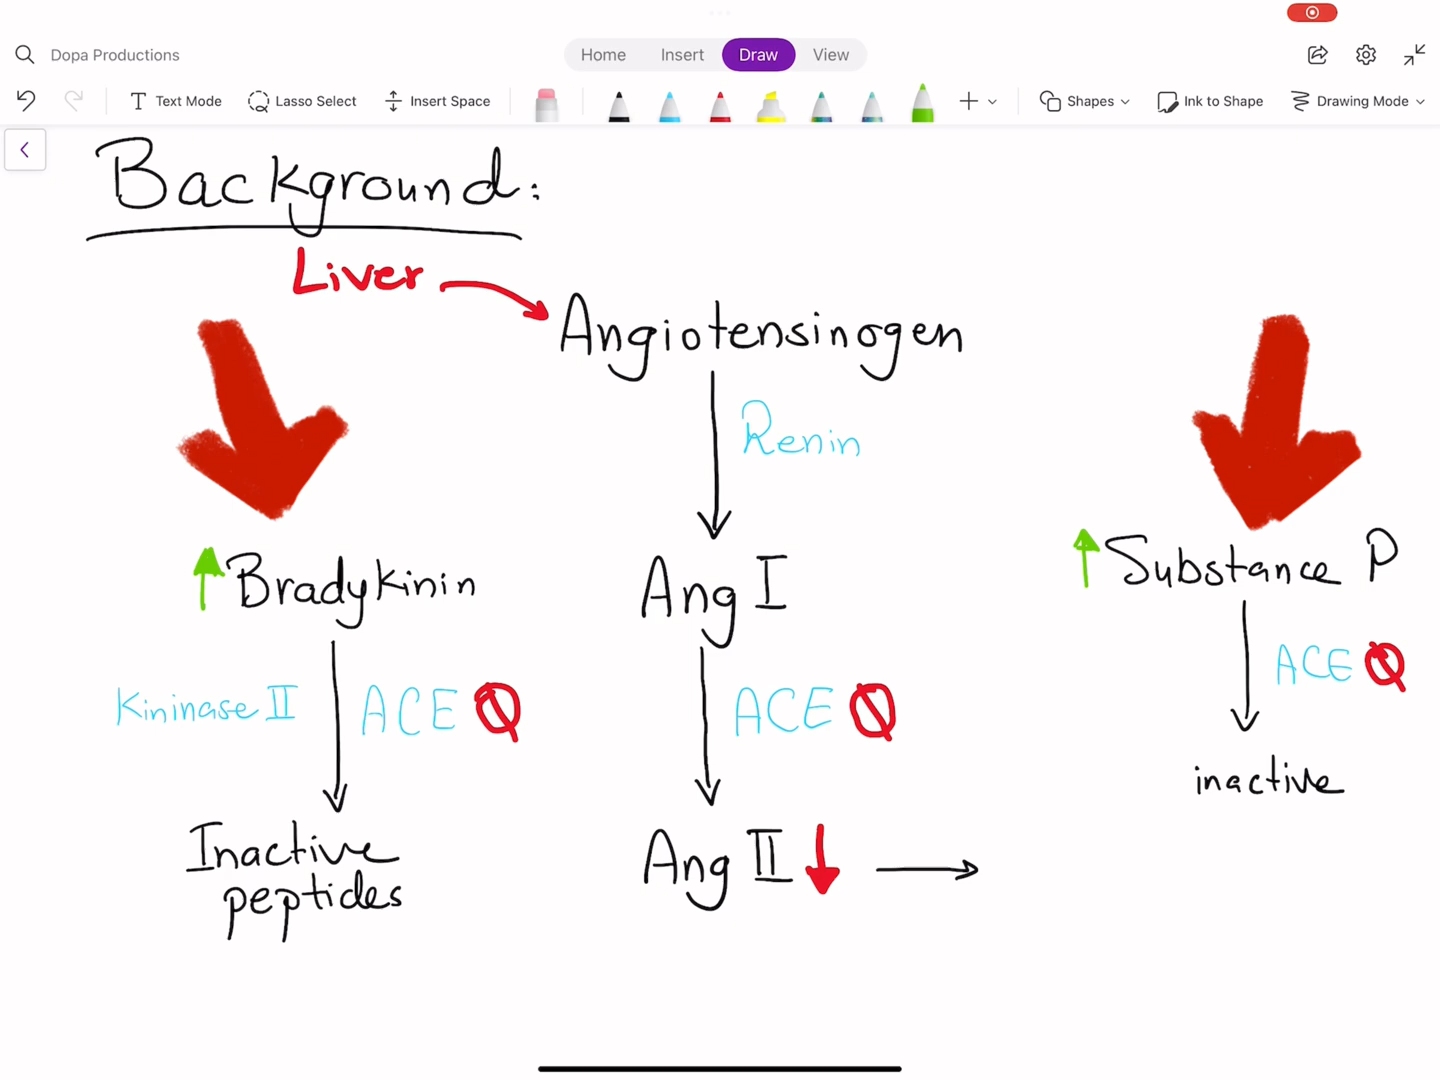 Dopa Productions
Home Insert Draw View
Text Mode Lasso Select Insert Space Shapes Ink to Shape Drawing Mode
Background:
Liver
Angiotensinogen
Renin
Bradykinin
Ang I
Substance P
Kininase II ACE
ACE
ACE
inactive
Inactive
peptides
Ang II